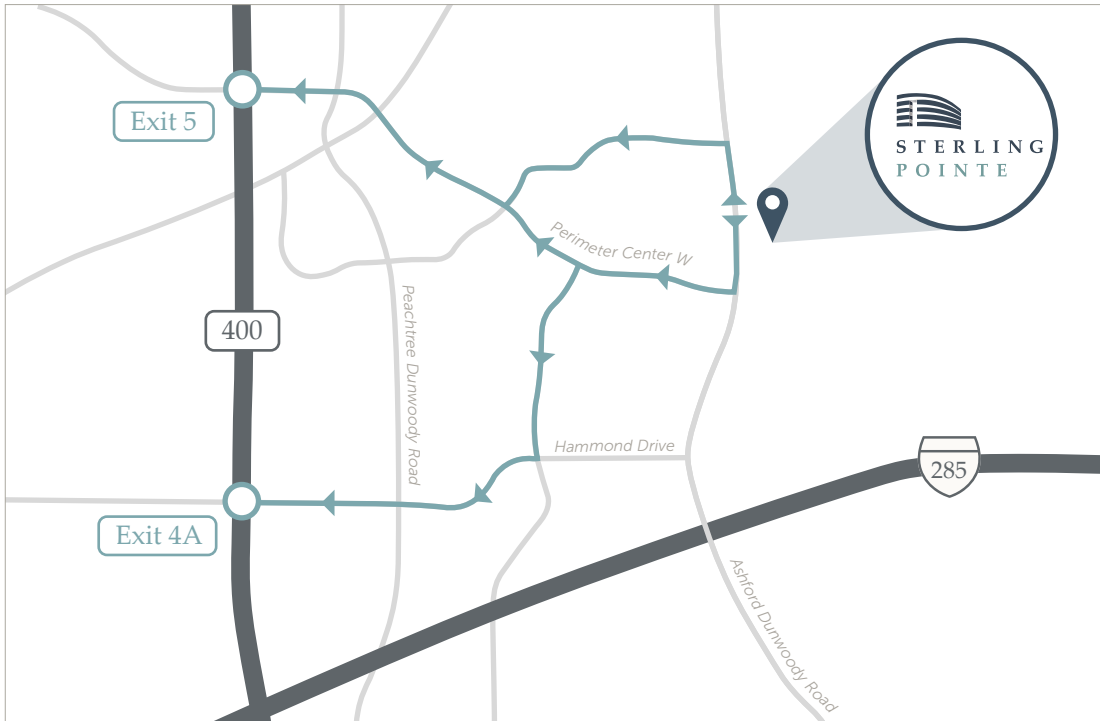 Exit 5
STERLING
POINTE
Perimeter Center W
400
Peachtree Dunwoody Road
Hammond Drive
285
Exit 4A
Ashford Dunwoody Road